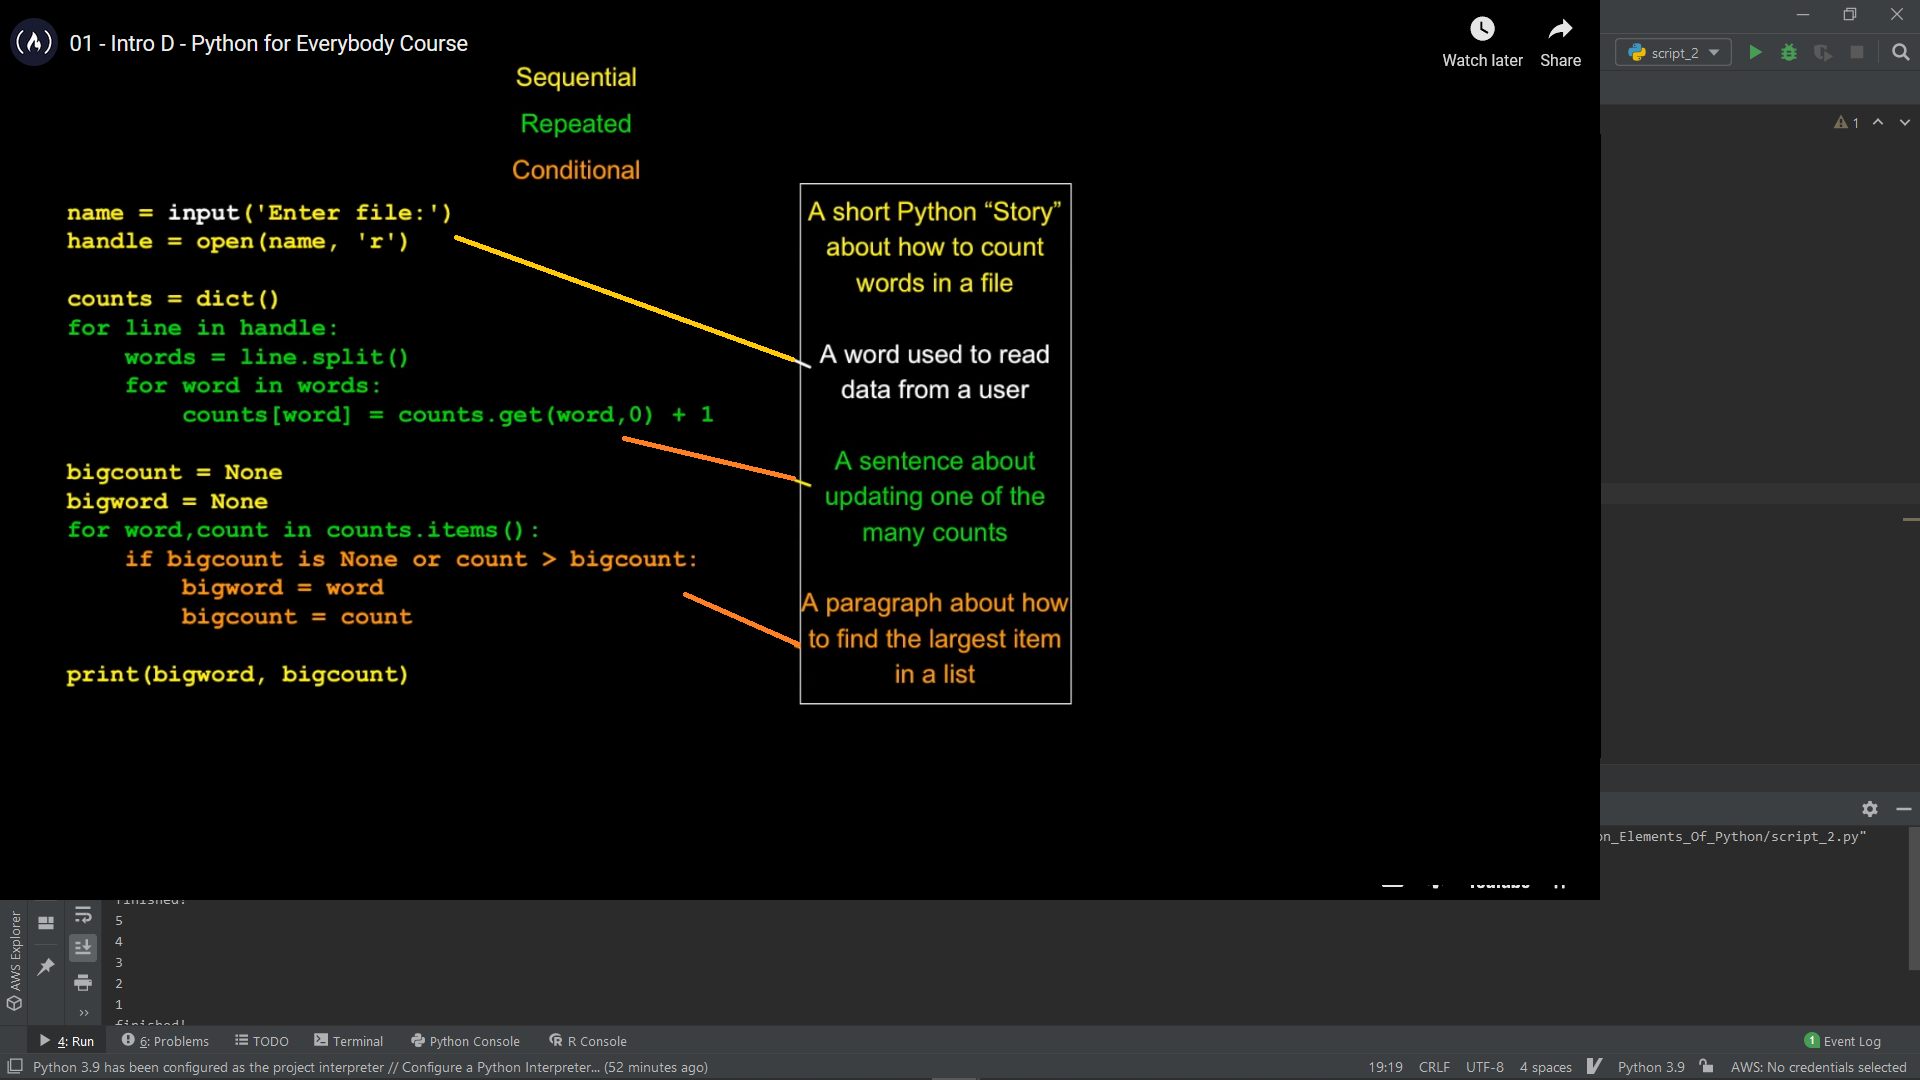 01 - Intro D - Python for Everybody Course
Watch later
Share
Sequential
Repeated
Conditional
name = input('Enter file:')
handle = open(name, 'r')
counts = dict()
for line in handle:
words = line.split()
for word in words:
counts[word] = counts.get(word,0) + 1
bigcount = None
bigword = None
for word,count in counts.items():
if bigcount is None or count > bigcount:
bigword = word
bigcount = count
print(bigword, bigcount)
A short Python “Story”
about how to count
words in a file
A word used to read
data from a user
A sentence about
updating one of the
many counts
A paragraph about how
to find the largest item
in a list
script_2
1
n_Elements_Of_Python/script_2.py"
AWS Explorer
finished!
5
4
3
2
1
finished!
4: Run
6: Problems
TODO
Terminal
Python Console
R Console
1 Event Log
Python 3.9 has been configured as the project interpreter // Configure a Python Interpreter... (52 minutes ago)
19:19
CRLF
UTF-8
4 spaces
Python 3.9
AWS: No credentials selected